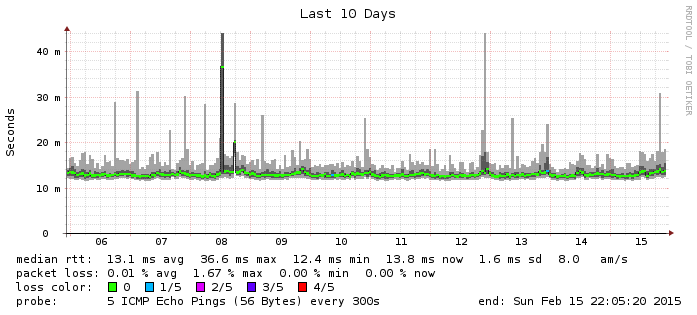 Last 10 Days
RRDTOOL / TOBI OETIKER
Seconds
40 m
30 m
20 m
10 m
0
06 07 08 09 10 11 12 13 14 15
median rtt: 13.1 ms avg 36.6 ms max 12.4 ms min 13.8 ms now 1.6 ms sd 8.0 am/s
packet loss: 0.01 % avg 1.67 % max 0.00 % min 0.00 % now
loss color: 0 1/5 2/5 3/5 4/5
probe: 5 ICMP Echo Pings (56 Bytes) every 300s end: Sun Feb 15 22:05:20 2015